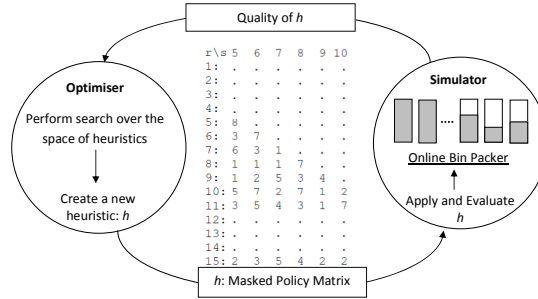 Quality of h
Optimiser
Perform search over the
space of heuristics
Create a new
heuristic: h
r\s 5 6 7 8 9 10
1: . . . . . .
2: . . . . . .
3: . . . . . .
4: . . . . . .
5: 8 . . . . .
6: 3 7 . . . .
7: 6 3 1 . . .
8: 1 1 1 7 . .
9: 1 2 5 3 4 .
10: 5 7 2 7 1 2
11: 3 5 4 3 1 7
12: . . . . . .
13: . . . . . .
14: . . . . . .
15: 2 3 5 4 2 2
Simulator
....
Online Bin Packer
Apply and Evaluate
h
h: Masked Policy Matrix